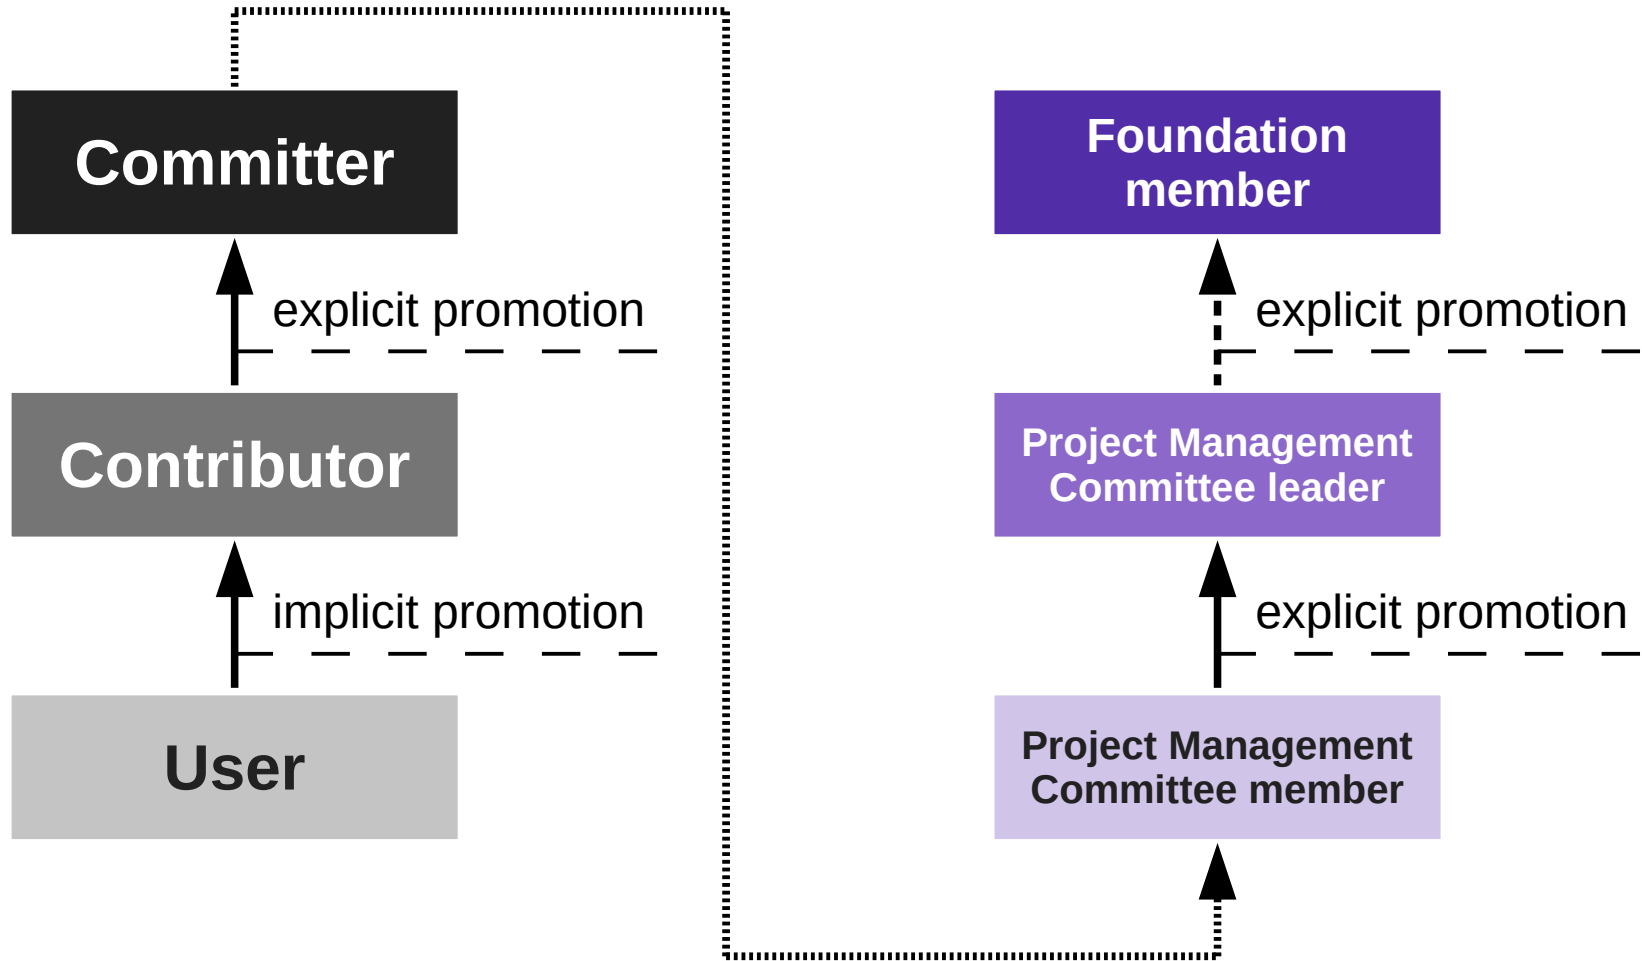 Committer
explicit promotion
Contributor
implicit promotion
User
Foundation
member
explicit promotion
Project Management
Committee leader
explicit promotion
Project Management
Committee member